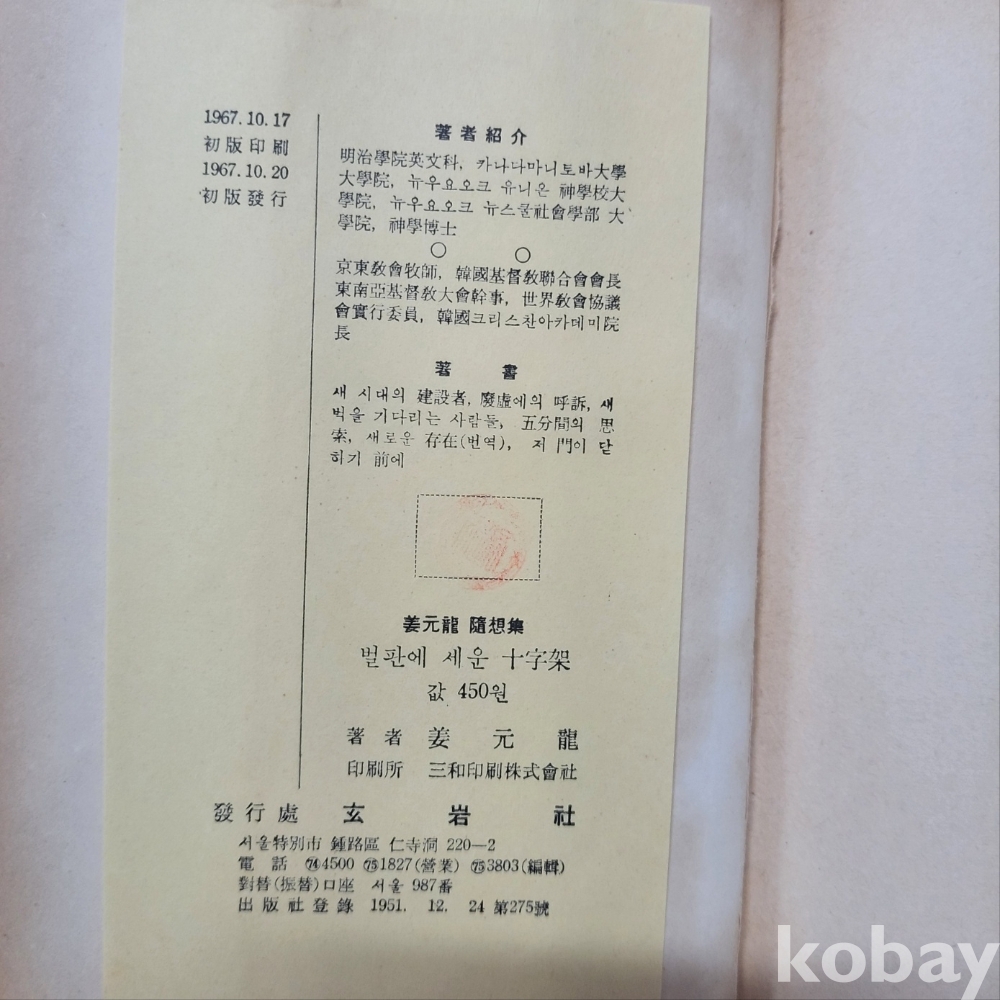 1967.10.17
初版印刷
1967.10.20
初版發行
著者紹介
明治學院英文科, 카나다마니토바大學
大學院, 뉴우요오크 유니온 神學校大
學院, 뉴우요오크 뉴스쿨社會學部 大
學院, 神學博士
○ ○
京東敎會牧師, 韓國基督敎聯合會會長
東南亞基督敎大會幹事, 世界敎會協議
會實行委員, 韓國크리스찬아카데미院
長
著 書
새 시대의 建設者, 廢虛에의 呼訴, 새
벽을 기다리는 사람들, 五分間의 思
索, 새로운 存在(번역), 저 門이 닫
히기 前에
姜元龍 隨想集
벌판에 세운 十字架
값 450원
著者 姜元龍
印刷所 三和印刷株式會社
發行處 玄岩社
서울特別市 鍾路區 仁寺洞 220—2
電話 ㉔4500 ㉕1827(營業) ㉕3803(編輯)
對替(振替)口座 서울 987番
出版社登錄 1951. 12. 24 第275號
kobay